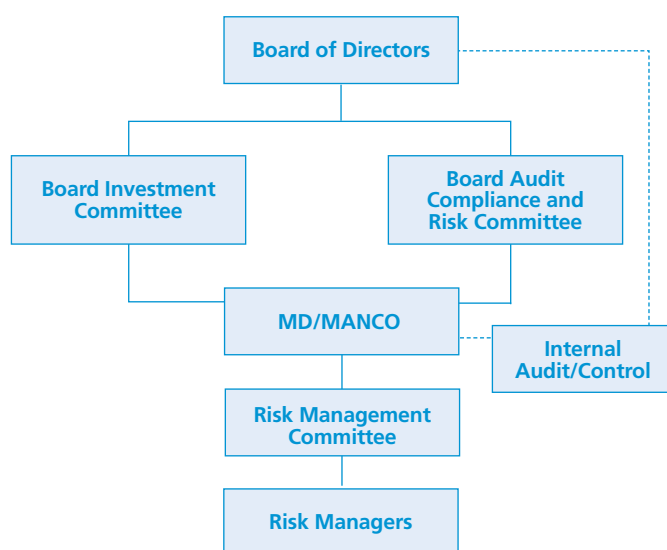 Board of Directors
Board Investment
Committee
Board Audit
Compliance and
Risk Committee
MD/MANCO
Internal
Audit/Control
Risk Management
Committee
Risk Managers